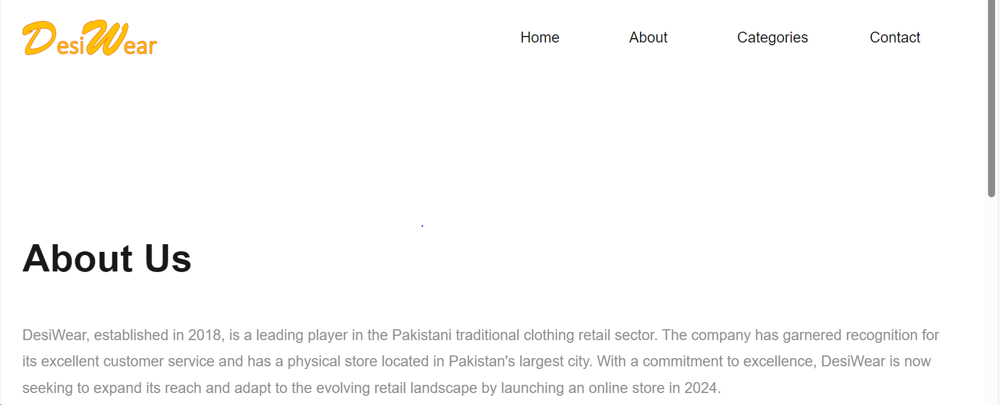 DesiWear
Home About Categories Contact
About Us
DesiWear, established in 2018, is a leading player in the Pakistani traditional clothing retail sector. The company has garnered recognition for
its excellent customer service and has a physical store located in Pakistan's largest city. With a commitment to excellence, DesiWear is now
seeking to expand its reach and adapt to the evolving retail landscape by launching an online store in 2024.